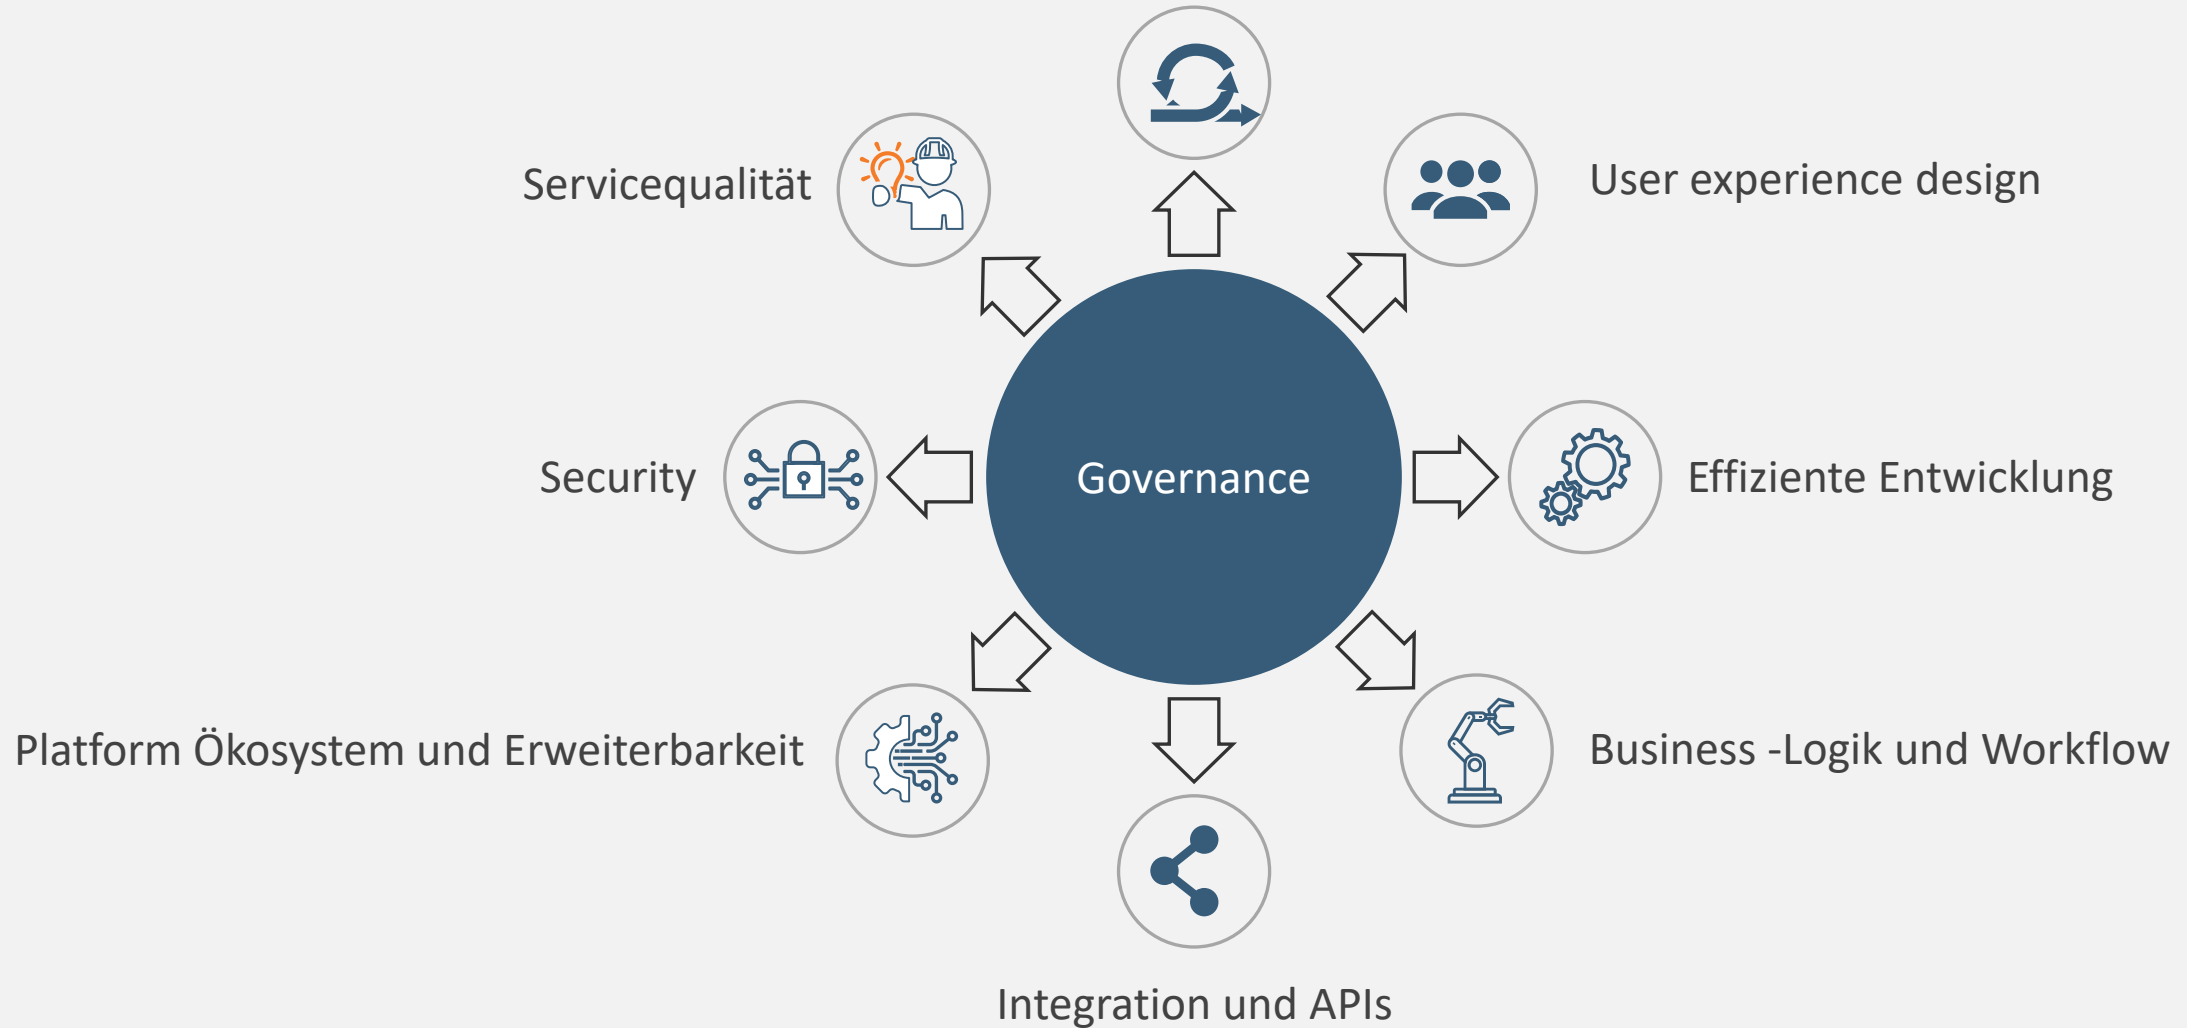 Servicequalität
User experience design
Security
Governance
Effiziente Entwicklung
Platform Ökosystem und Erweiterbarkeit
Business -Logik und Workflow
Integration und APIs